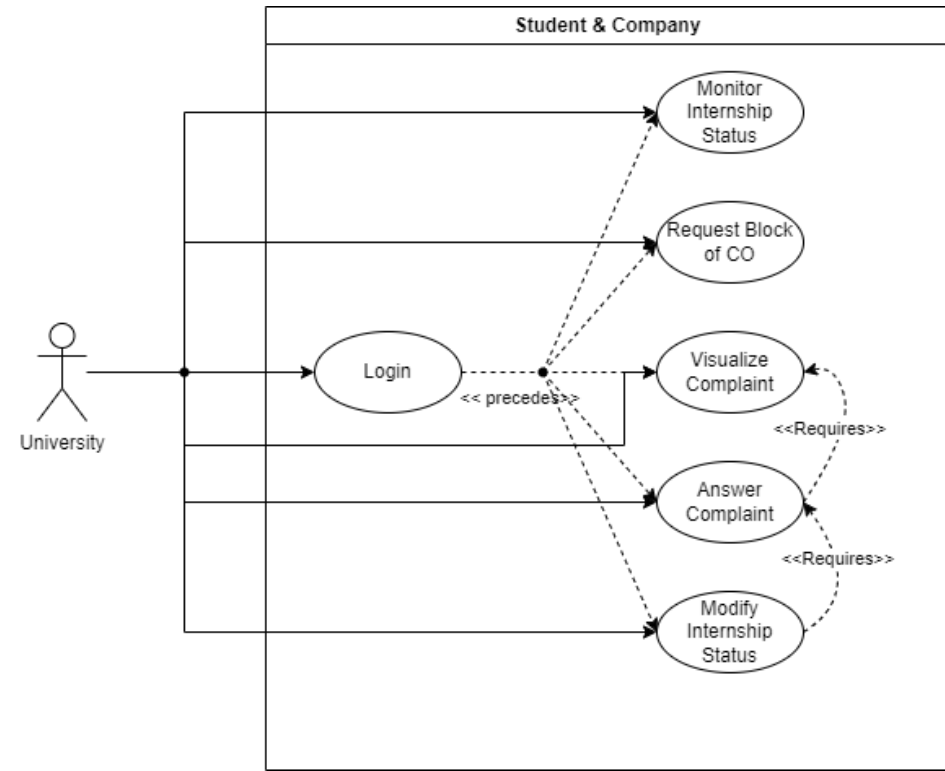 Student & Company
Monitor
Internship
Status
Request Block
of CO
Login
<< precedes>>
Visualize
Complaint
<<Requires>>
University
Answer
Complaint
<<Requires>>
Modify
Internship
Status